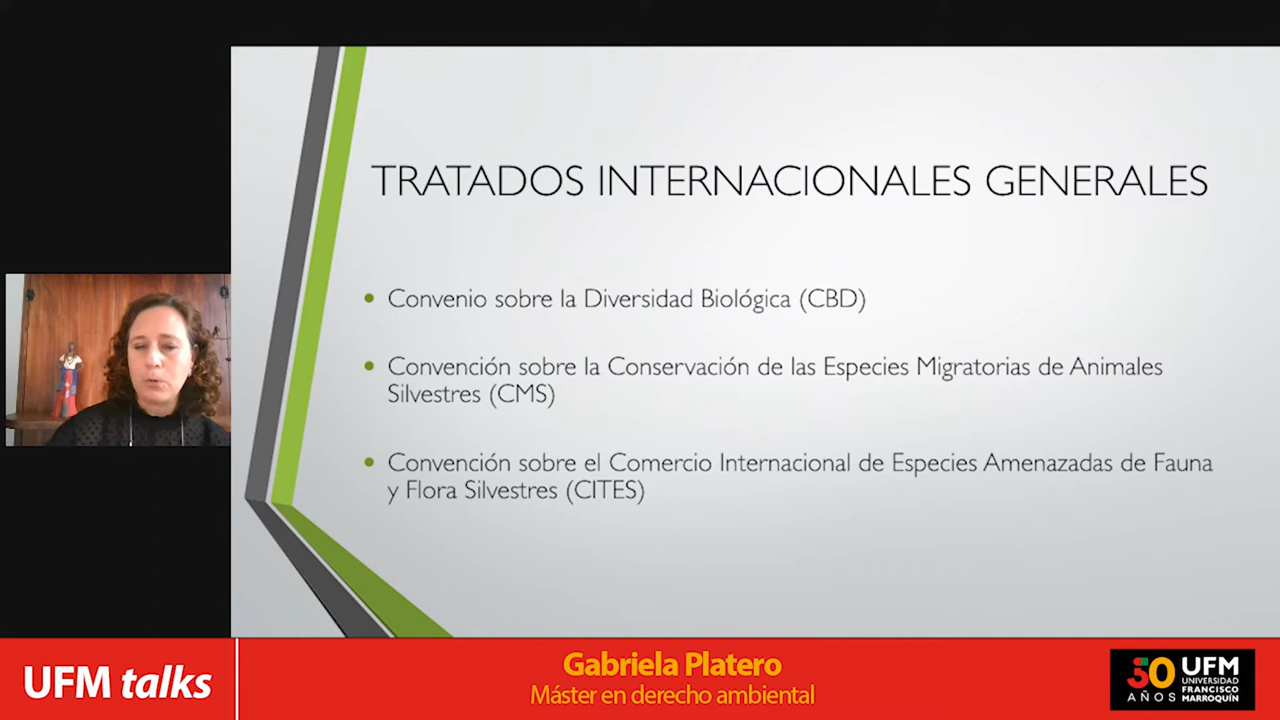 TRATADOS INTERNACIONALES GENERALES
• Convenio sobre la Diversidad Biológica (CBD)
• Convención sobre la Conservación de las Especies Migratorias de Animales
Silvestres (CMS)
• Convención sobre el Comercio Internacional de Especies Amenazadas de Fauna
y Flora Silvestres (CITES)
UFM talks
Gabriela Platero
Máster en derecho ambiental
50
AÑOS
UFM
UNIVERSIDAD
FRANCISCO
MARROQUÍN